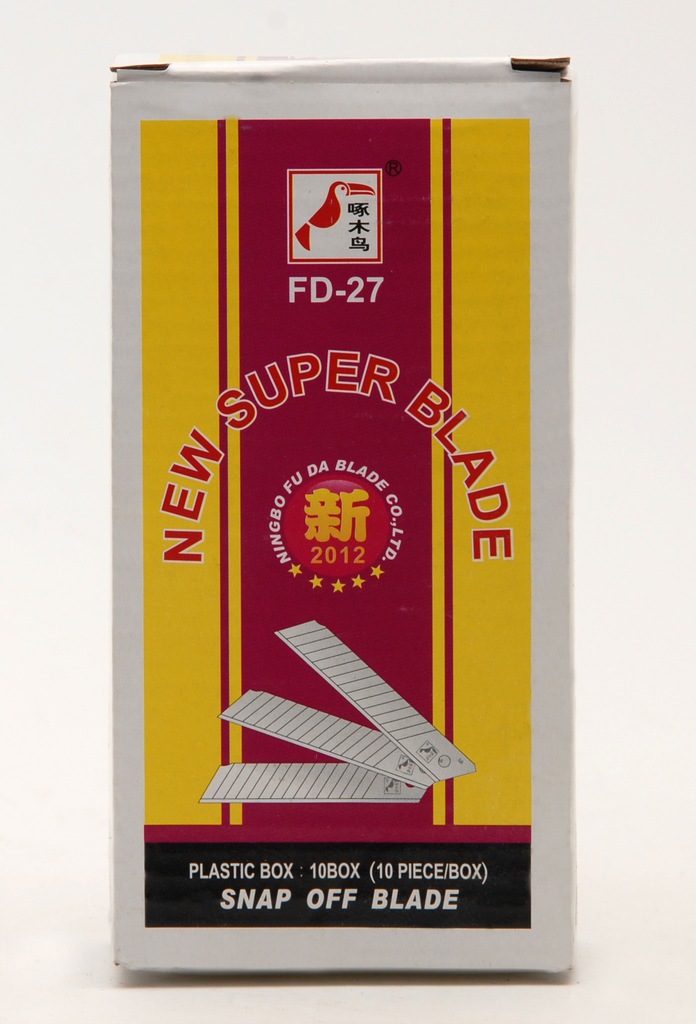 ®
啄木鸟
FD-27
NEW SUPER BLADE
NINGBO FU DA BLADE CO.,LTD.
新
2012
PLASTIC BOX : 10BOX (10 PIECE/BOX)
SNAP OFF BLADE